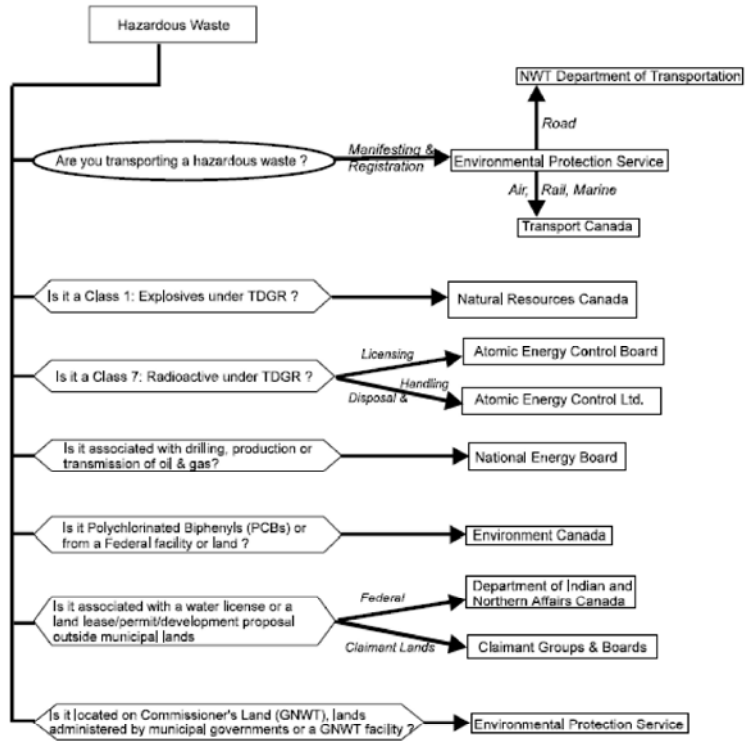 Hazardous Waste
NWT Department of Transportation
Road
Are you transporting a hazardous waste ?
Manifesting &
Registration
Environmental Protection Service
Air, Rail, Marine
Transport Canada
Is it a Class 1: Explosives under TDGR ?
Natural Resources Canada
Is it a Class 7: Radioactive under TDGR ?
Licensing
Atomic Energy Control Board
Handling
Disposal &
Atomic Energy Control Ltd.
Is it associated with drilling, production or
transmission of oil & gas?
National Energy Board
Is it Polychlorinated Biphenyls (PCBs) or
from a Federal facility or land ?
Environment Canada
Is it associated with a water license or a
land lease/permit/development proposal
outside municipal lands
Federal
Department of Indian and
Northern Affairs Canada
Claimant Lands
Claimant Groups & Boards
Is it located on Commissioner's Land (GNWT), lands
administered by municipal governments or a GNWT facility ?
Environmental Protection Service